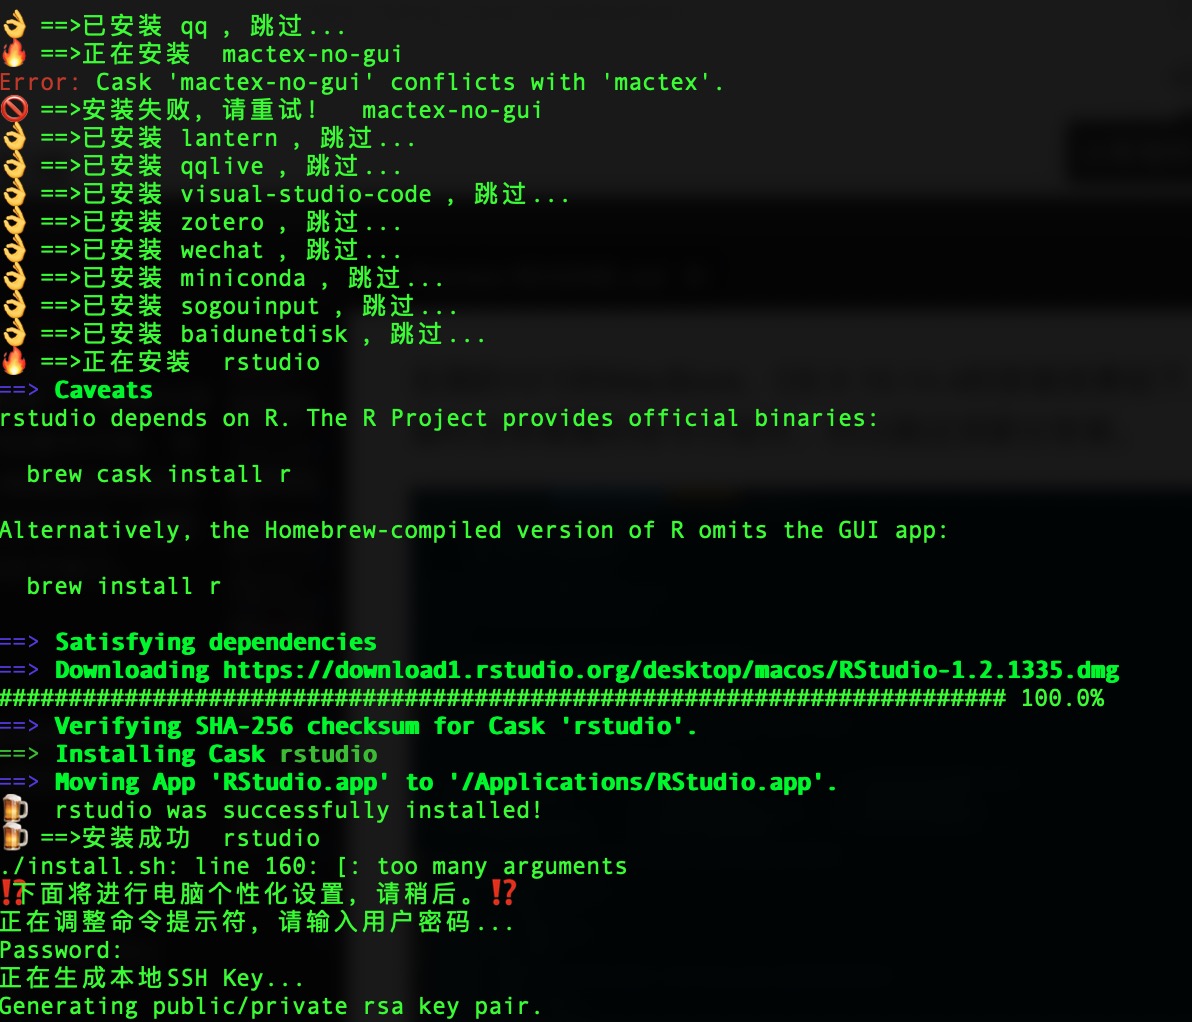 👌 ==>已安装 qq , 跳过...
🔥 ==>正在安装  mactex-no-gui
Error: Cask 'mactex-no-gui' conflicts with 'mactex'.
🚫 ==>安装失败, 请重试!  mactex-no-gui
👌 ==>已安装 lantern , 跳过...
👌 ==>已安装 qqlive , 跳过...
👌 ==>已安装 visual-studio-code , 跳过...
👌 ==>已安装 zotero , 跳过...
👌 ==>已安装 wechat , 跳过...
👌 ==>已安装 miniconda , 跳过...
👌 ==>已安装 sogouinput , 跳过...
👌 ==>已安装 baidunetdisk , 跳过...
🔥 ==>正在安装  rstudio
==> Caveats
rstudio depends on R. The R Project provides official binaries:
  brew cask install r
Alternatively, the Homebrew-compiled version of R omits the GUI app:
  brew install r
==> Satisfying dependencies
==> Downloading https://download1.rstudio.org/desktop/macos/RStudio-1.2.1335.dmg
######################################################################## 100.0%
==> Verifying SHA-256 checksum for Cask 'rstudio'.
==> Installing Cask rstudio
==> Moving App 'RStudio.app' to '/Applications/RStudio.app'.
🍺  rstudio was successfully installed!
🍺 ==>安装成功  rstudio
./install.sh: line 160: [: too many arguments
⁉️下面将进行电脑个性化设置, 请稍后。⁉️
正在调整命令提示符, 请输入用户密码...
Password:
正在生成本地SSH Key...
Generating public/private rsa key pair.